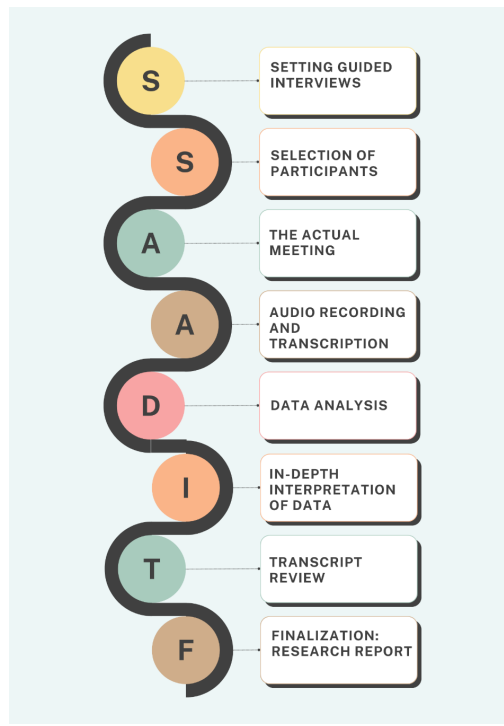 S
SETTING GUIDED
INTERVIEWS
S
SELECTION OF
PARTICIPANTS
A
THE ACTUAL
MEETING
A
AUDIO RECORDING
AND
TRANSCRIPTION
D
DATA ANALYSIS
I
IN-DEPTH
INTERPRETATION
OF DATA
T
TRANSCRIPT
REVIEW
F
FINALIZATION:
RESEARCH REPORT